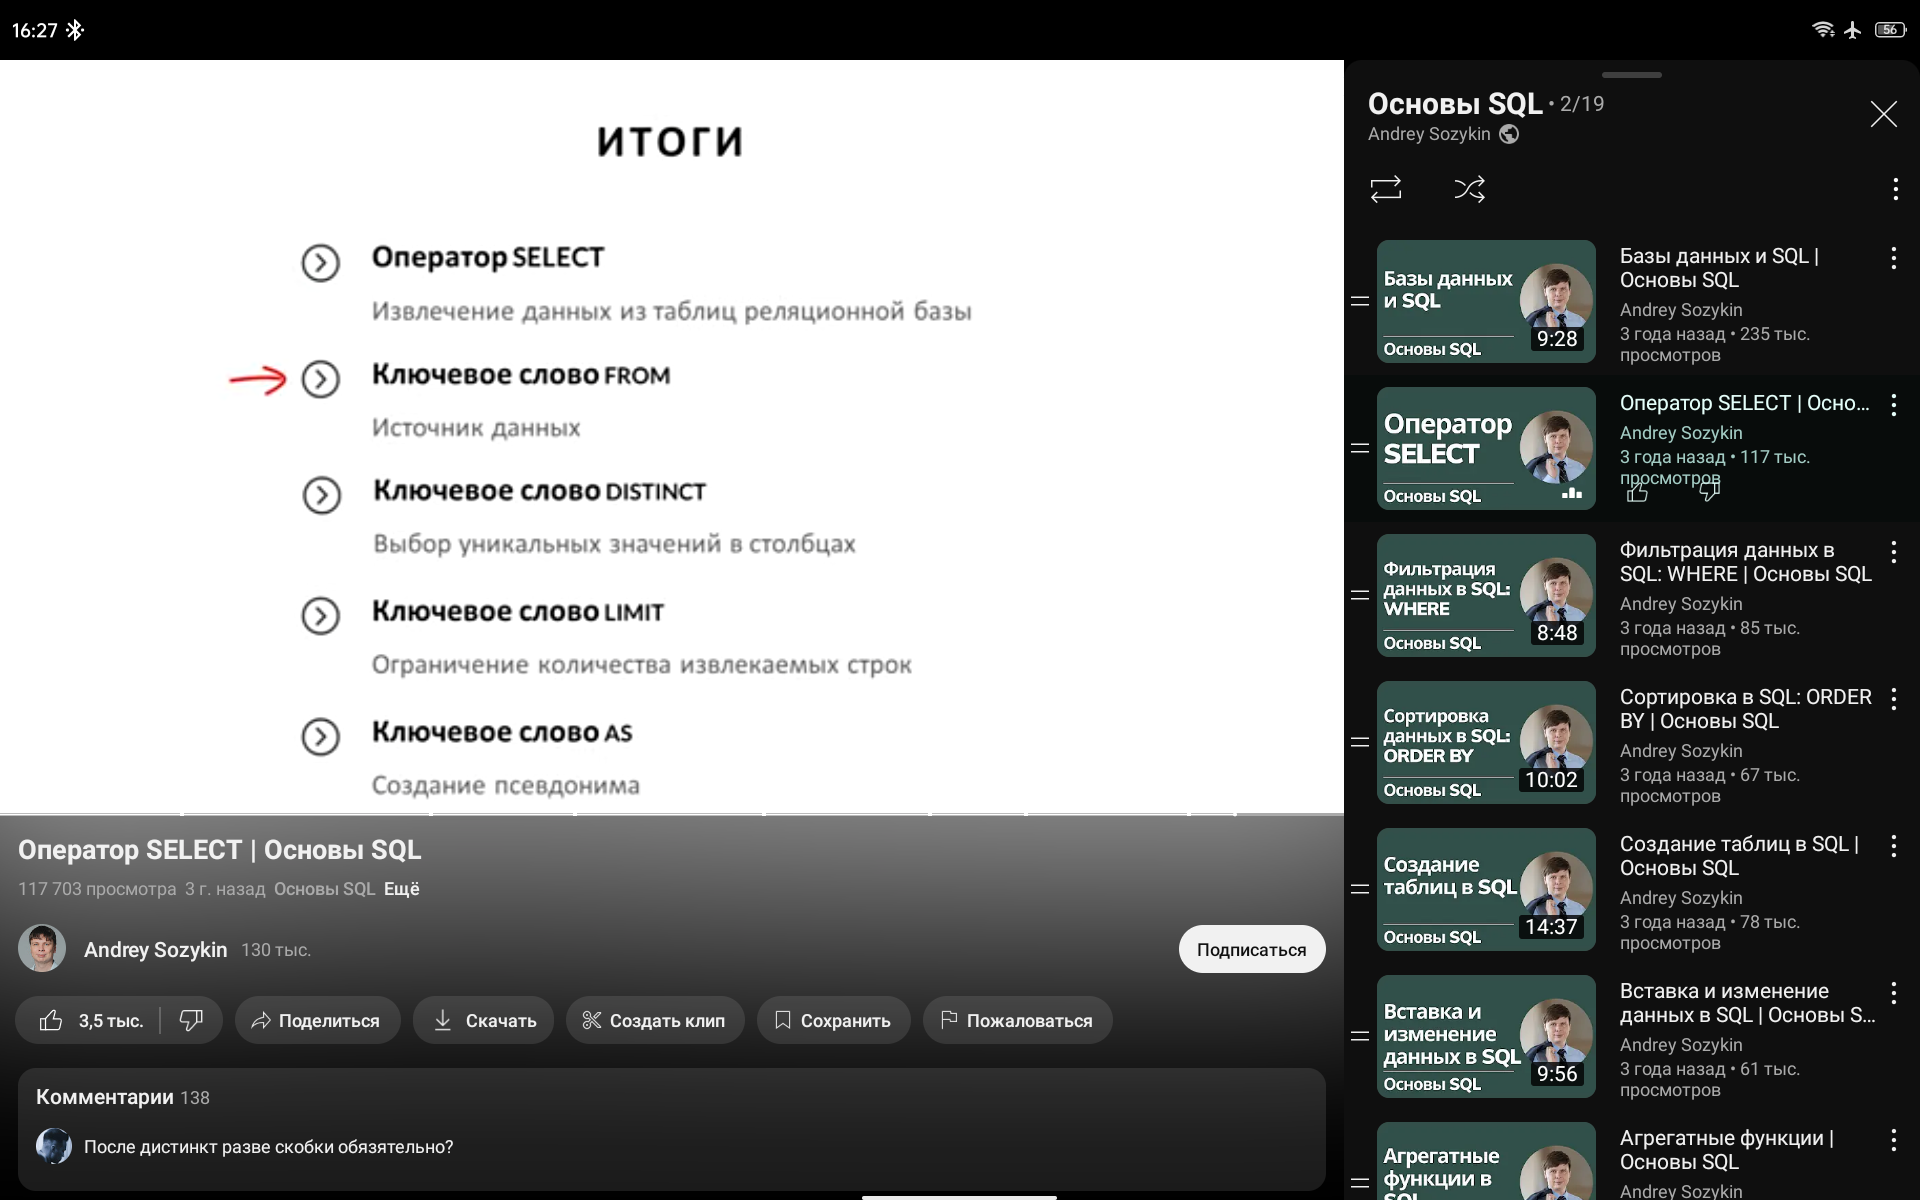 16:27
56
ИТОГИ
Оператор SELECT
Извлечение данных из таблиц реляционной базы
Ключевое слово FROM
Источник данных
Ключевое слово DISTINCT
Выбор уникальных значений в столбцах
Ключевое слово LIMIT
Ограничение количества извлекаемых строк
Ключевое слово AS
Создание псевдонима
Оператор SELECT | Основы SQL
117 703 просмотра 3 г. назад Основы SQL Ещё
Andrey Sozykin 130 тыс.
Подписаться
3,5 тыс.
Поделиться
Скачать
Создать клип
Сохранить
Пожаловаться
Комментарии 138
После дистинкт разве скобки обязятельно?
Основы SQL • 2/19
Andrey Sozykin
Базы данных
и SQL
9:28
Основы SQL
Базы данных и SQL |
Основы SQL
Andrey Sozykin
3 года назад • 235 тыс.
просмотров
Оператор
SELECT
Основы SQL
Оператор SELECT | Осно...
Andrey Sozykin
3 года назад • 117 тыс.
просмотров
Фильтрация
данных в SQL:
WHERE
8:48
Основы SQL
Фильтрация данных в
SQL: WHERE | Основы SQL
Andrey Sozykin
3 года назад • 85 тыс.
просмотров
Сортировка
данных в SQL:
ORDER BY
10:02
Основы SQL
Сортировка в SQL: ORDER
BY | Основы SQL
Andrey Sozykin
3 года назад • 67 тыс.
просмотров
Создание
таблиц в SQL
14:37
Основы SQL
Создание таблиц в SQL |
Основы SQL
Andrey Sozykin
3 года назад • 78 тыс.
просмотров
Вставка и
изменение
данных в SQL
9:56
Основы SQL
Вставка и изменение
данных в SQL | Основы S...
Andrey Sozykin
3 года назад • 61 тыс.
просмотров
Агрегатные
функции в
SQL
Агрегатные функции |
Основы SQL
Andrey Sozykin